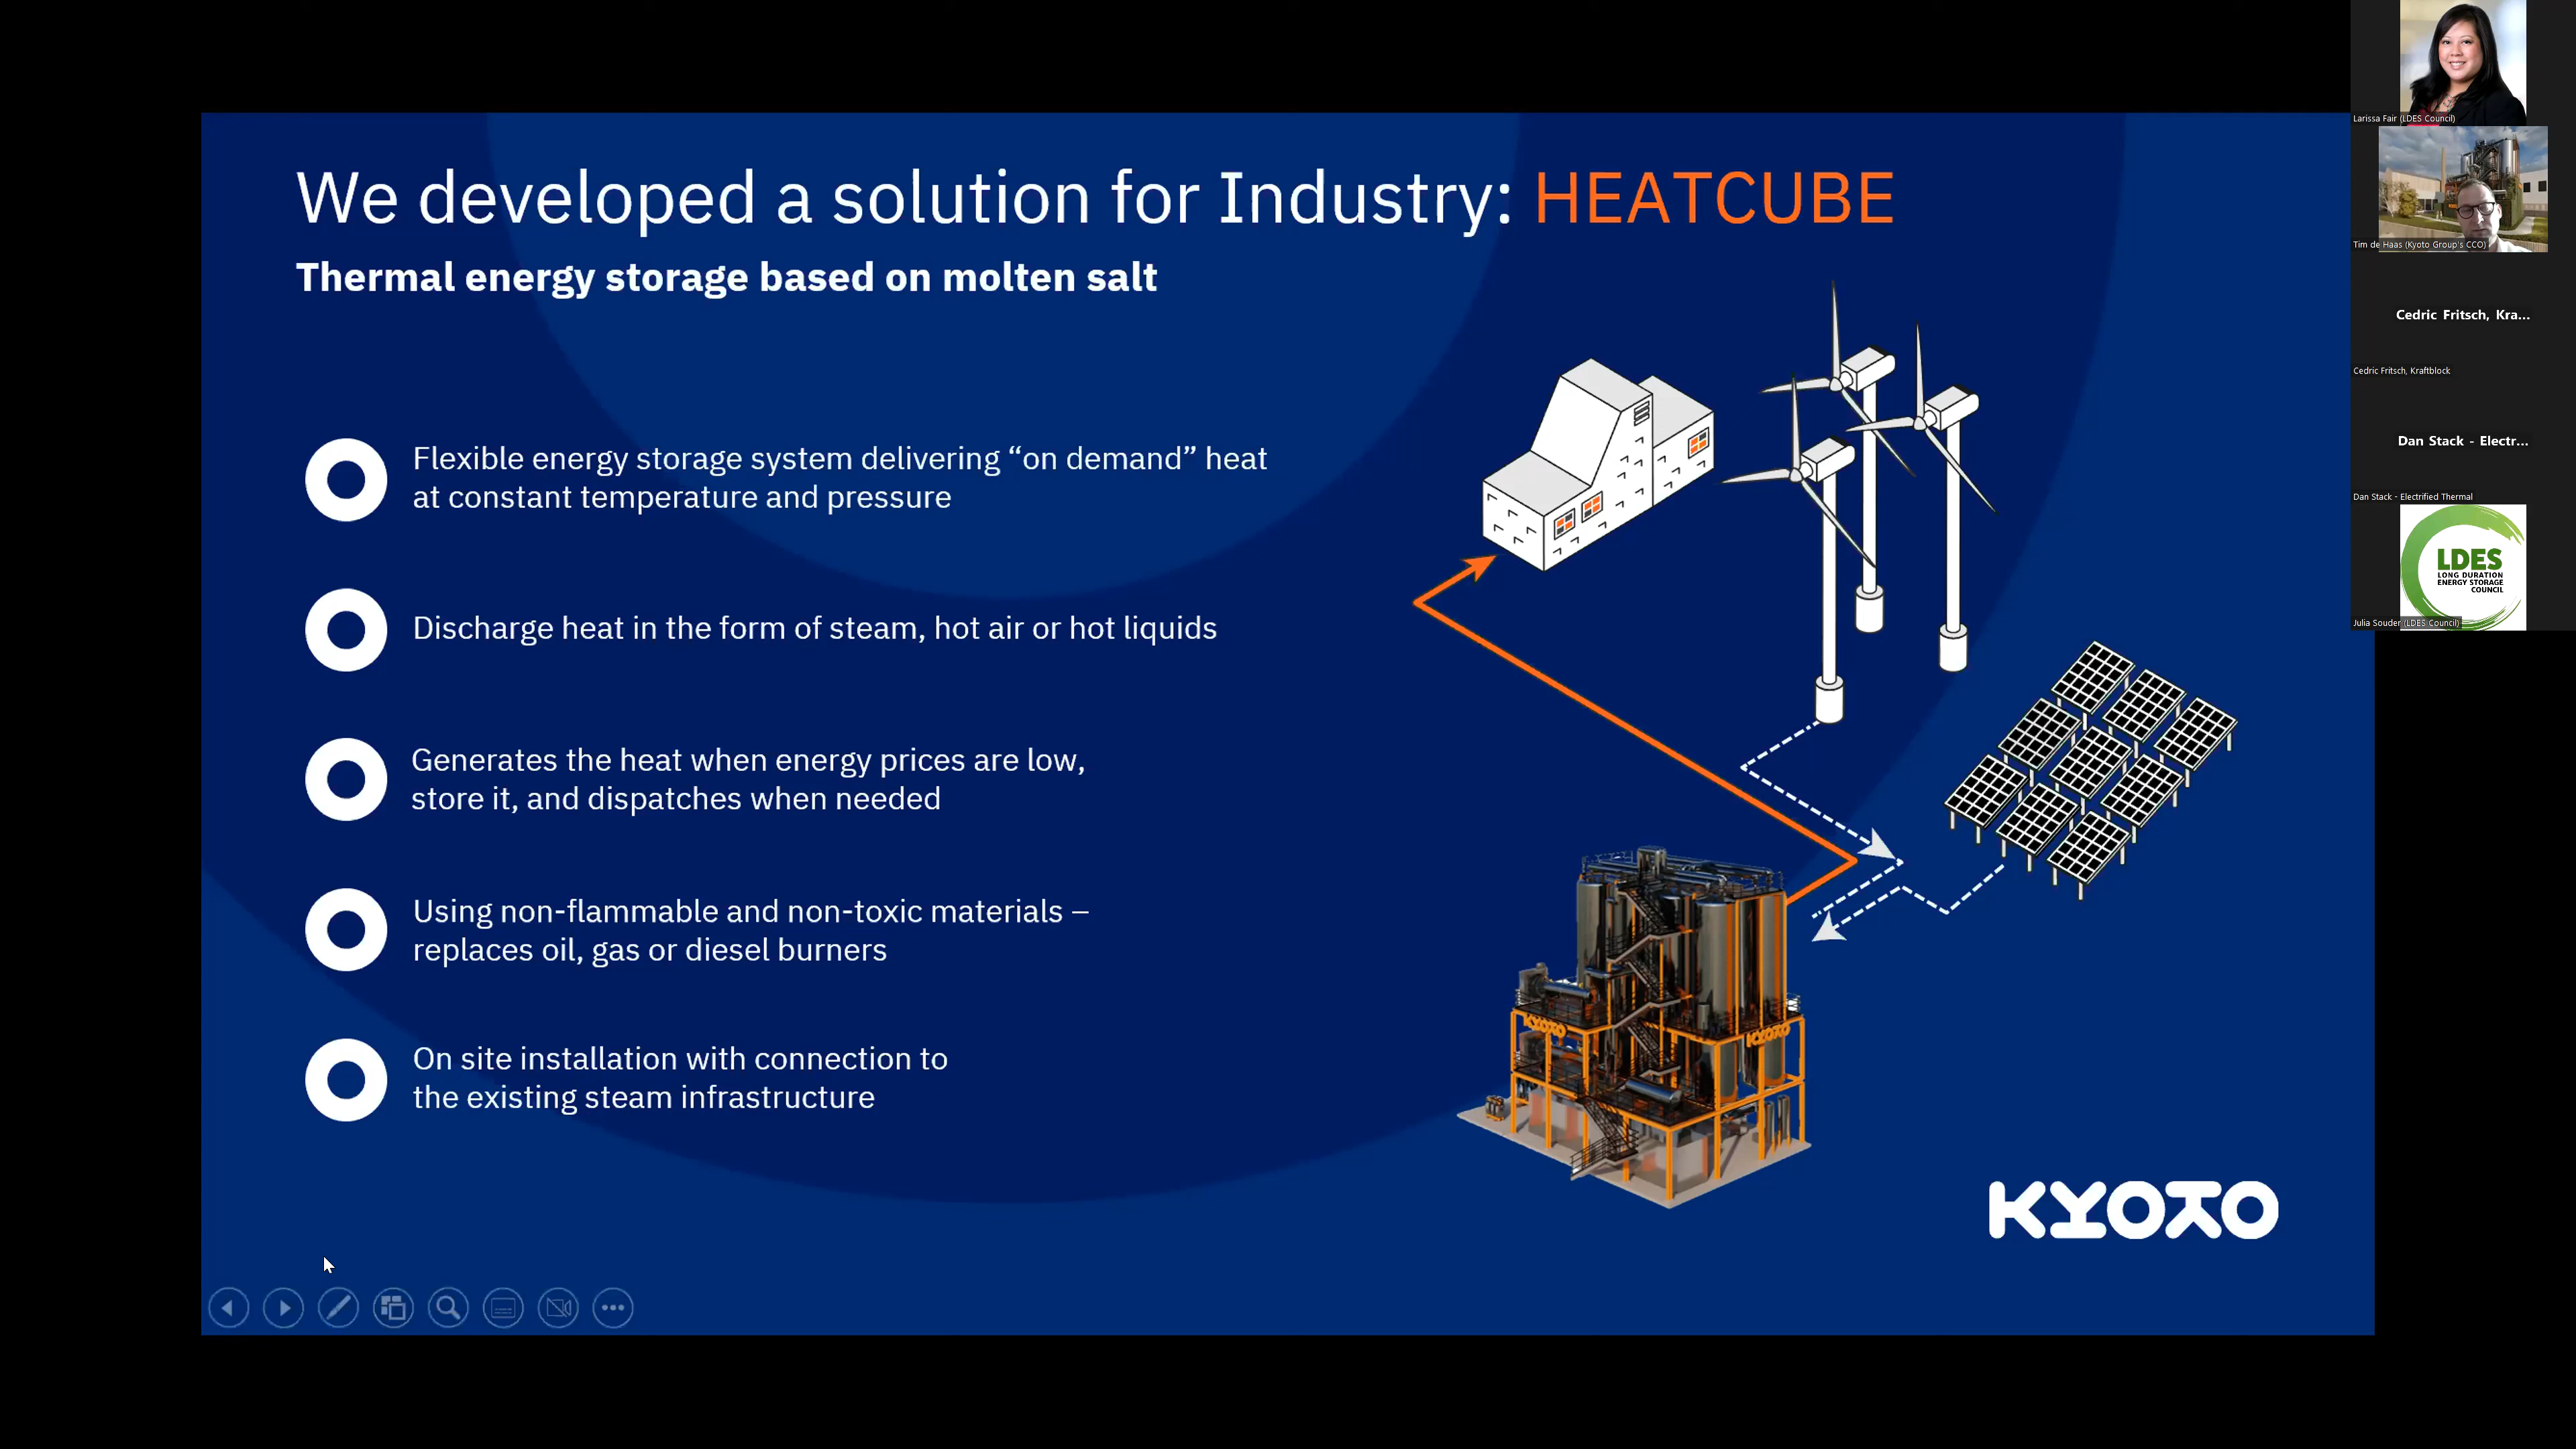 We developed a solution for Industry: HEATCUBE
Thermal energy storage based on molten salt
Flexible energy storage system delivering “on demand” heat
at constant temperature and pressure
Discharge heat in the form of steam, hot air or hot liquids
Generates the heat when energy prices are low,
store it, and dispatches when needed
Using non-flammable and non-toxic materials –
replaces oil, gas or diesel burners
On site installation with connection to
the existing steam infrastructure
KYOTO
KYOTO
KYOTO
Larissa Fair (LDES Council)
Tim de Haas (Kyoto Group's CCO)
Cedric Fritsch, Kra...
Cedric Fritsch, Kraftblock
Dan Stack - Electr...
Dan Stack - Electrified Thermal
LDES
LONG DURATION
ENERGY STORAGE
COUNCIL
Julia Souder (LDES Council)